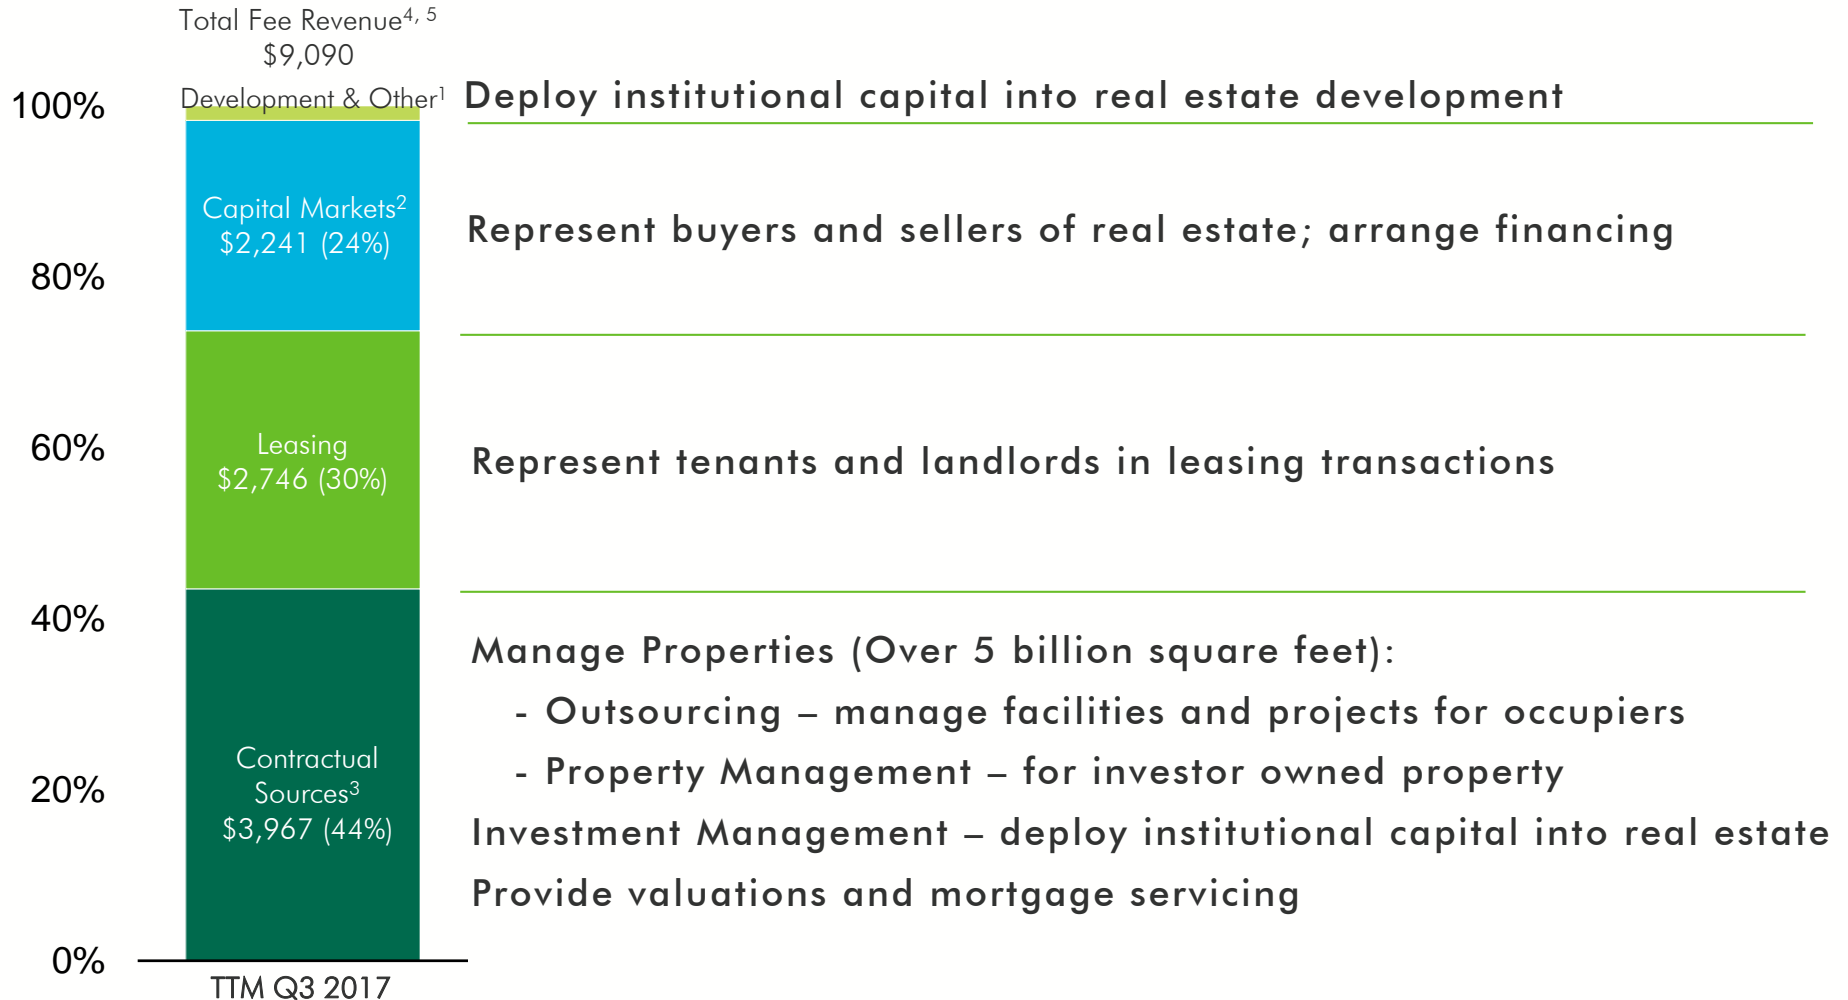 Total Fee Revenue4, 5
$9,090
Development & Other1
Deploy institutional capital into real estate development
100%
Capital Markets2
$2,241 (24%)
Represent buyers and sellers of real estate; arrange financing
80%
Leasing
$2,746 (30%)
Represent tenants and landlords in leasing transactions
60%
40%
Manage Properties (Over 5 billion square feet):
- Outsourcing – manage facilities and projects for occupiers
- Property Management – for investor owned property
Investment Management – deploy institutional capital into real estate
Provide valuations and mortgage servicing
Contractual
Sources3
$3,967 (44%)
20%
0%
TTM Q3 2017